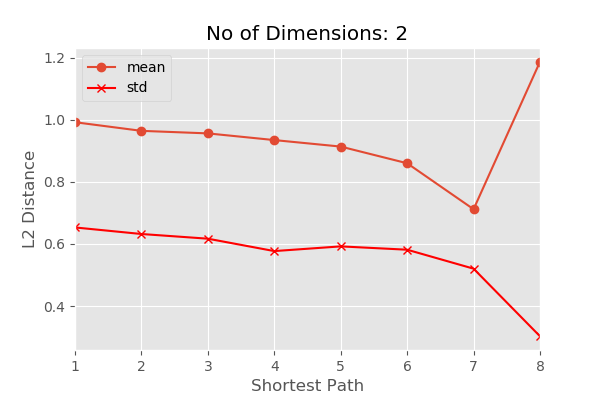 No of Dimensions: 2
mean
std
L2 Distance
1.2
1.0
0.8
0.6
0.4
1 2 3 4 5 6 7 8
Shortest Path